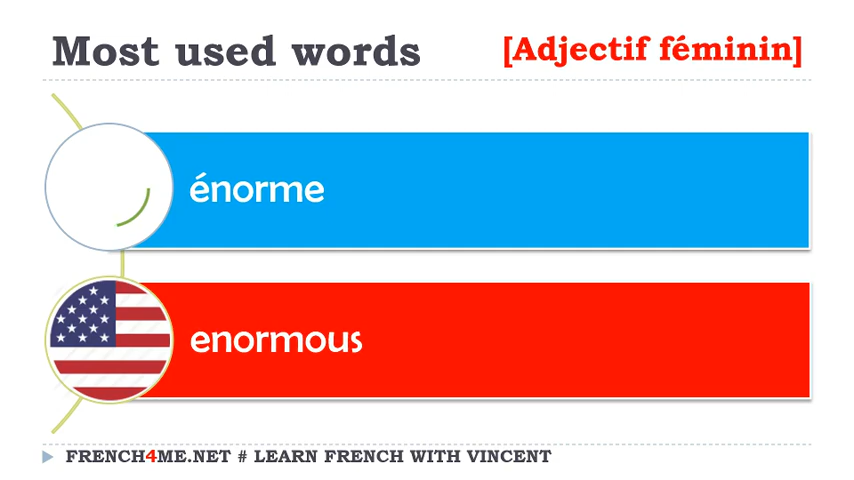 Most used words [Adjectif féminin]
énorme
enormous
FRENCH4ME.NET # LEARN FRENCH WITH VINCENT